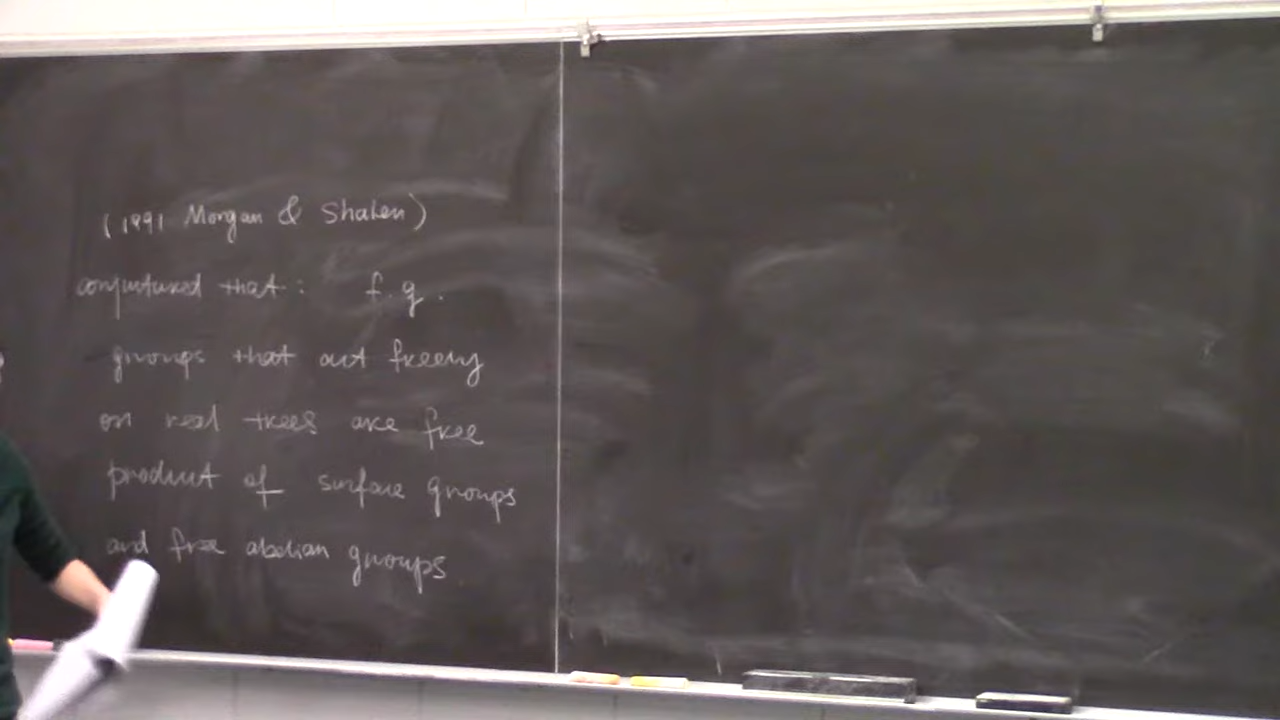 (1991 Morgan & Shalen)
conjectured that: f.g.
groups that act freely
on real trees are free
product of surface groups
and free abelian groups